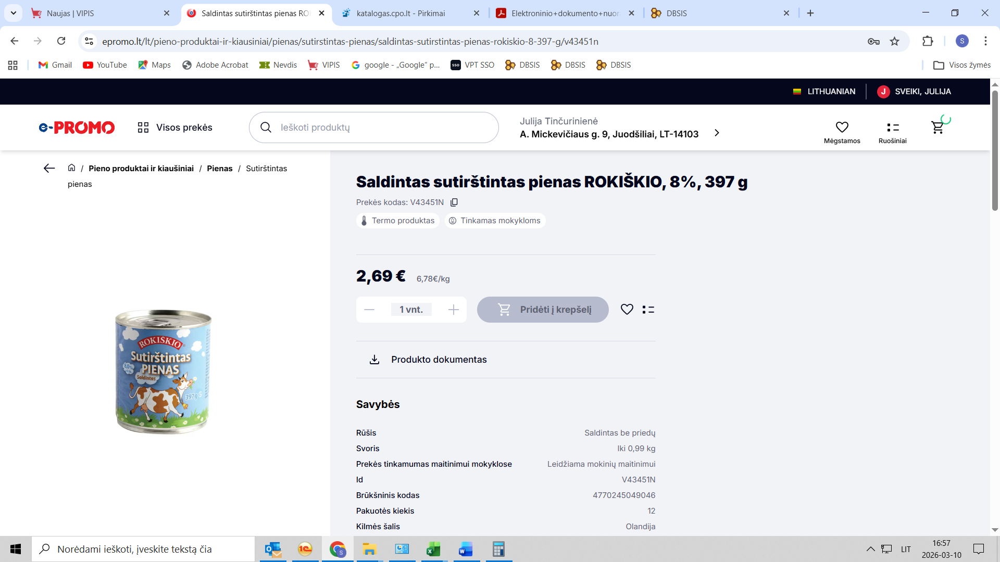 Naujas | VIPIS
Saldintas sutirštintas pienas RO
katalogas.cpo.lt - Pirkimai
Elektroninio+dokumento+nuor
DBSIS
epromo.lt/lt/pieno-produktai-ir-kiausiniai/pienas/sutirstintas-pienas/saldintas-sutirstintas-pienas-rokiskio-8-397-g/v43451n
S
Gmail
YouTube
Maps
Adobe Acrobat
Nevdis
VIPIS
google - „Google“ p...
sso
VPT SSO
DBSIS
DBSIS
DBSIS
Visos žymės
LITHUANIAN
J
SVEIKI, JULIJA
e-PROMO
Visos prekės
Ieškoti produktų
Julija Tinčurinienė
A. Mickevičiaus g. 9, Juodšiliai, LT-14103
Mėgstamos
Ruošiniai
/ Pieno produktai ir kiaušiniai / Pienas / Sutirštintas
pienas
Saldintas sutirštintas pienas ROKIŠKIO, 8%, 397 g
Prekės kodas: V43451N
Termo produktas
Tinkamas mokykloms
2,69 €
6,78€/kg
1 vnt.
Pridėti į krepšelį
Produkto dokumentas
ROKIŠKIO
Sutirštintas
PIENAS
8,0%
Saldintas
397g
Savybės
Rūšis
Saldintas be priedų
Svoris
Iki 0,99 kg
Prekės tinkamumas maitinimui mokyklose
Leidžiama mokinių maitinimui
Id
V43451N
Brūkšninis kodas
4770245049046
Pakuotės kiekis
12
Kilmės šalis
Olandija
Norėdami ieškoti, įveskite tekstą čia
LIT
16:57
2026-03-10